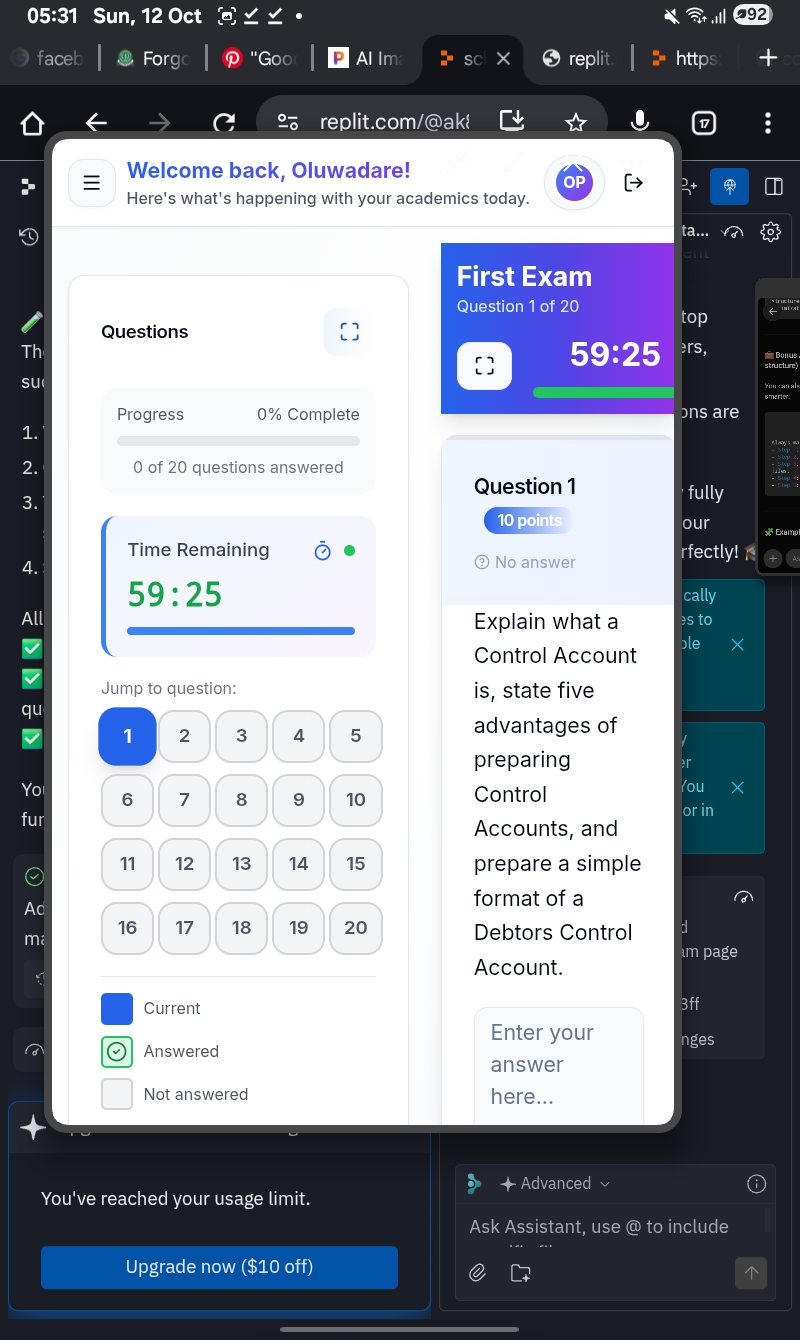 05:31 Sun, 12 Oct
92
faceb
Forgo
"Goo
AI Im
scl
replit.
https:
replit.com/@ak8
17
Welcome back, Oluwadare!
Here's what's happening with your academics today.
OP
Questions
Progress 0% Complete
0 of 20 questions answered
Time Remaining
59:25
Jump to question:
1 2 3 4 5
6 7 8 9 10
11 12 13 14 15
16 17 18 19 20
Current
Answered
Not answered
First Exam
Question 1 of 20
59:25
Question 1
10 points
No answer
Explain what a
Control Account
is, state five
advantages of
preparing
Control
Accounts, and
prepare a simple
format of a
Debtors Control
Account.
Enter your
answer
here...
1.
2.
3.
4.
All
You
fur
Ad
ma
ta...
top
ers,
ons are
fully
our
rfectly!
cally
es to
ble
er
You
or in
am page
3ff
nges
You've reached your usage limit.
Upgrade now ($10 off)
Advanced
Ask Assistant, use @ to include